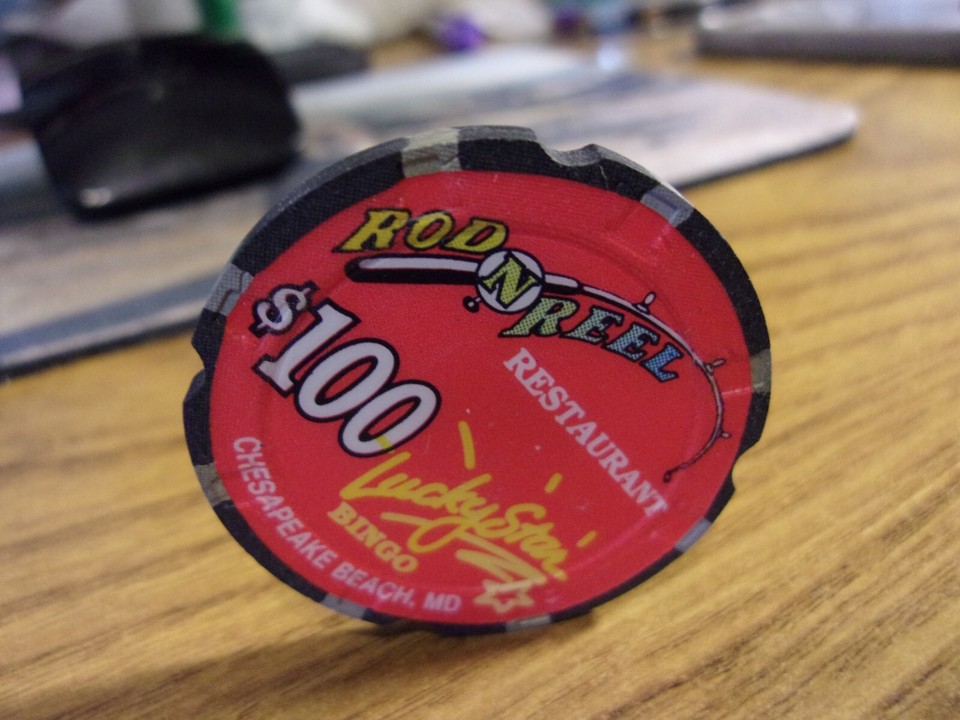 ROD
N
REEL
RESTAURANT
$100
Lucky Star
BINGO
CHESAPEAKE BEACH, MD